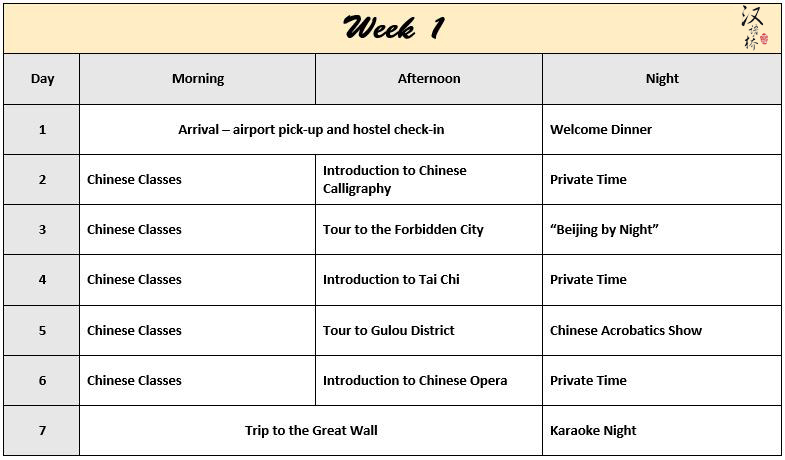 Week 1
汉语桥
Day Morning Afternoon Night
1 Arrival – airport pick-up and hostel check-in Welcome Dinner
2 Chinese Classes Introduction to Chinese
Calligraphy Private Time
3 Chinese Classes Tour to the Forbidden City “Beijing by Night”
4 Chinese Classes Introduction to Tai Chi Private Time
5 Chinese Classes Tour to Gulou District Chinese Acrobatics Show
6 Chinese Classes Introduction to Chinese Opera Private Time
7 Trip to the Great Wall Karaoke Night